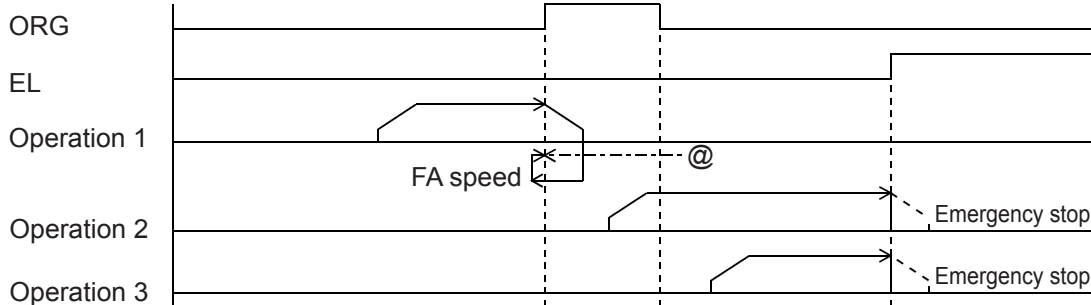 ORG
EL
Operation 1
@
FA speed
Operation 2
Emergency stop
Operation 3
Emergency stop